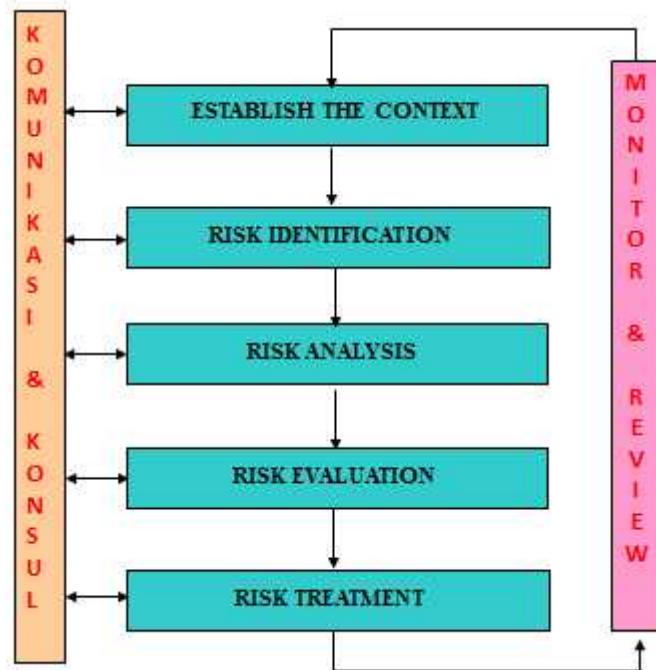 KOMUNIKASI & KONSUL
ESTABLISH THE CONTEXT
RISK IDENTIFICATION
RISK ANALYSIS
RISK EVALUATION
RISK TREATMENT
MONITOR & REVIEW